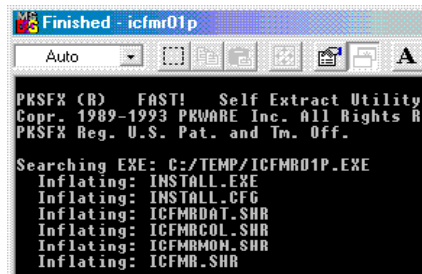 Finished - icfmr01p
Auto
A
PKSFX (R) FAST! Self Extract Utility
Copr. 1989-1993 PKWARE Inc. All Rights R
PKSFX Reg. U.S. Pat. and Tm. Off.
Searching EXE: C:/TEMP/ICFMR01P.EXE
Inflating: INSTALL.EXE
Inflating: INSTALL.CFG
Inflating: ICFMRDAT.SHR
Inflating: ICFMRCOL.SHR
Inflating: ICFMRMON.SHR
Inflating: ICFMR.SHR